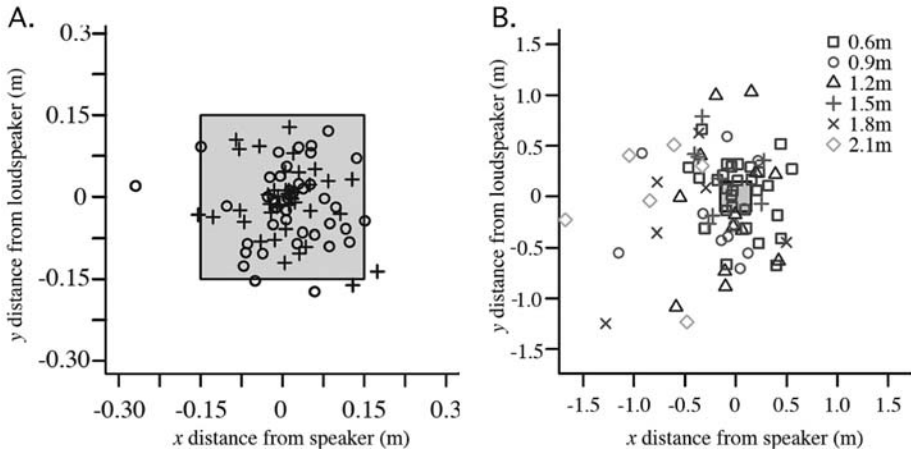 A.
0.3
0.15
0
-0.15
-0.30
y distance from loudspeaker (m)
-0.30
-0.15
0
0.15
0.3
x distance from speaker (m)
B.
1.5
1.0
0.5
0
-0.5
-1.0
-1.5
y distance from loudspeaker (m)
0.6m
0.9m
1.2m
1.5m
1.8m
2.1m
-1.5
-1.0
-0.5
0
0.5
1.0
1.5
x distance from speaker (m)